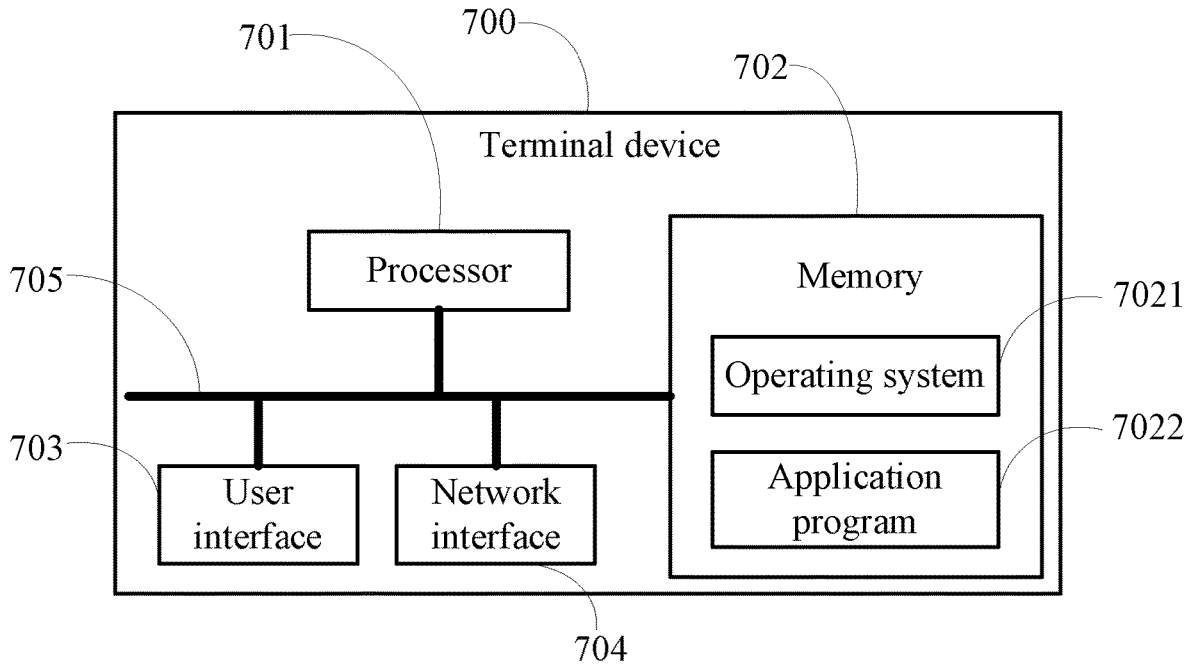 700
701
702
Terminal device
Processor
705
Memory
7021
Operating system
7022
703
User
interface
Network
interface
Application
program
704